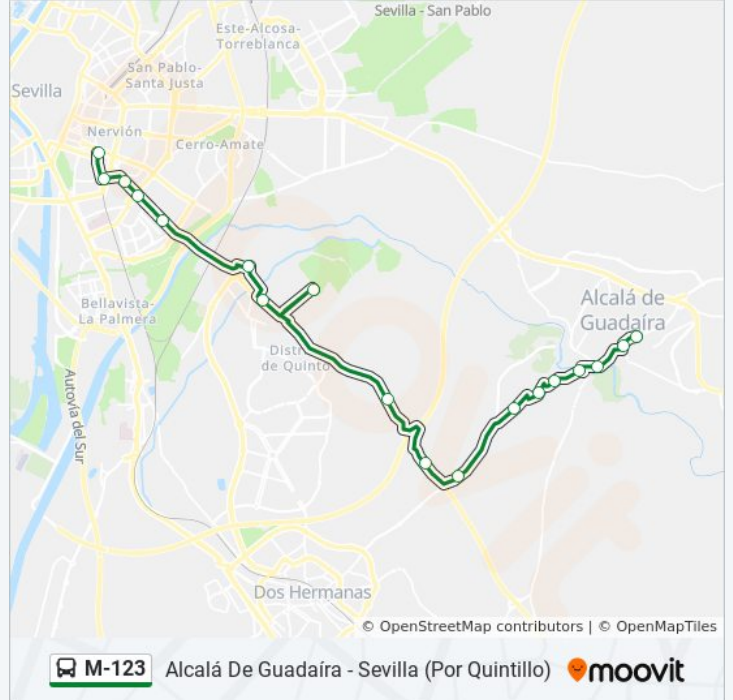 Sevilla - San Pablo
Este-Alcosa-
Torreblanca
San Pablo-
Santa Justa
Sevilla
Nervión
Cerro-Amate
Bellavista-
La Palmera
Alcalá de
Guadaíra
Distri
de Quinto
Autovía del Sur
Dos Hermanas
© OpenStreetMap contributors | © OpenMapTiles
M-123 Alcalá De Guadaíra - Sevilla (Por Quintillo) moovit